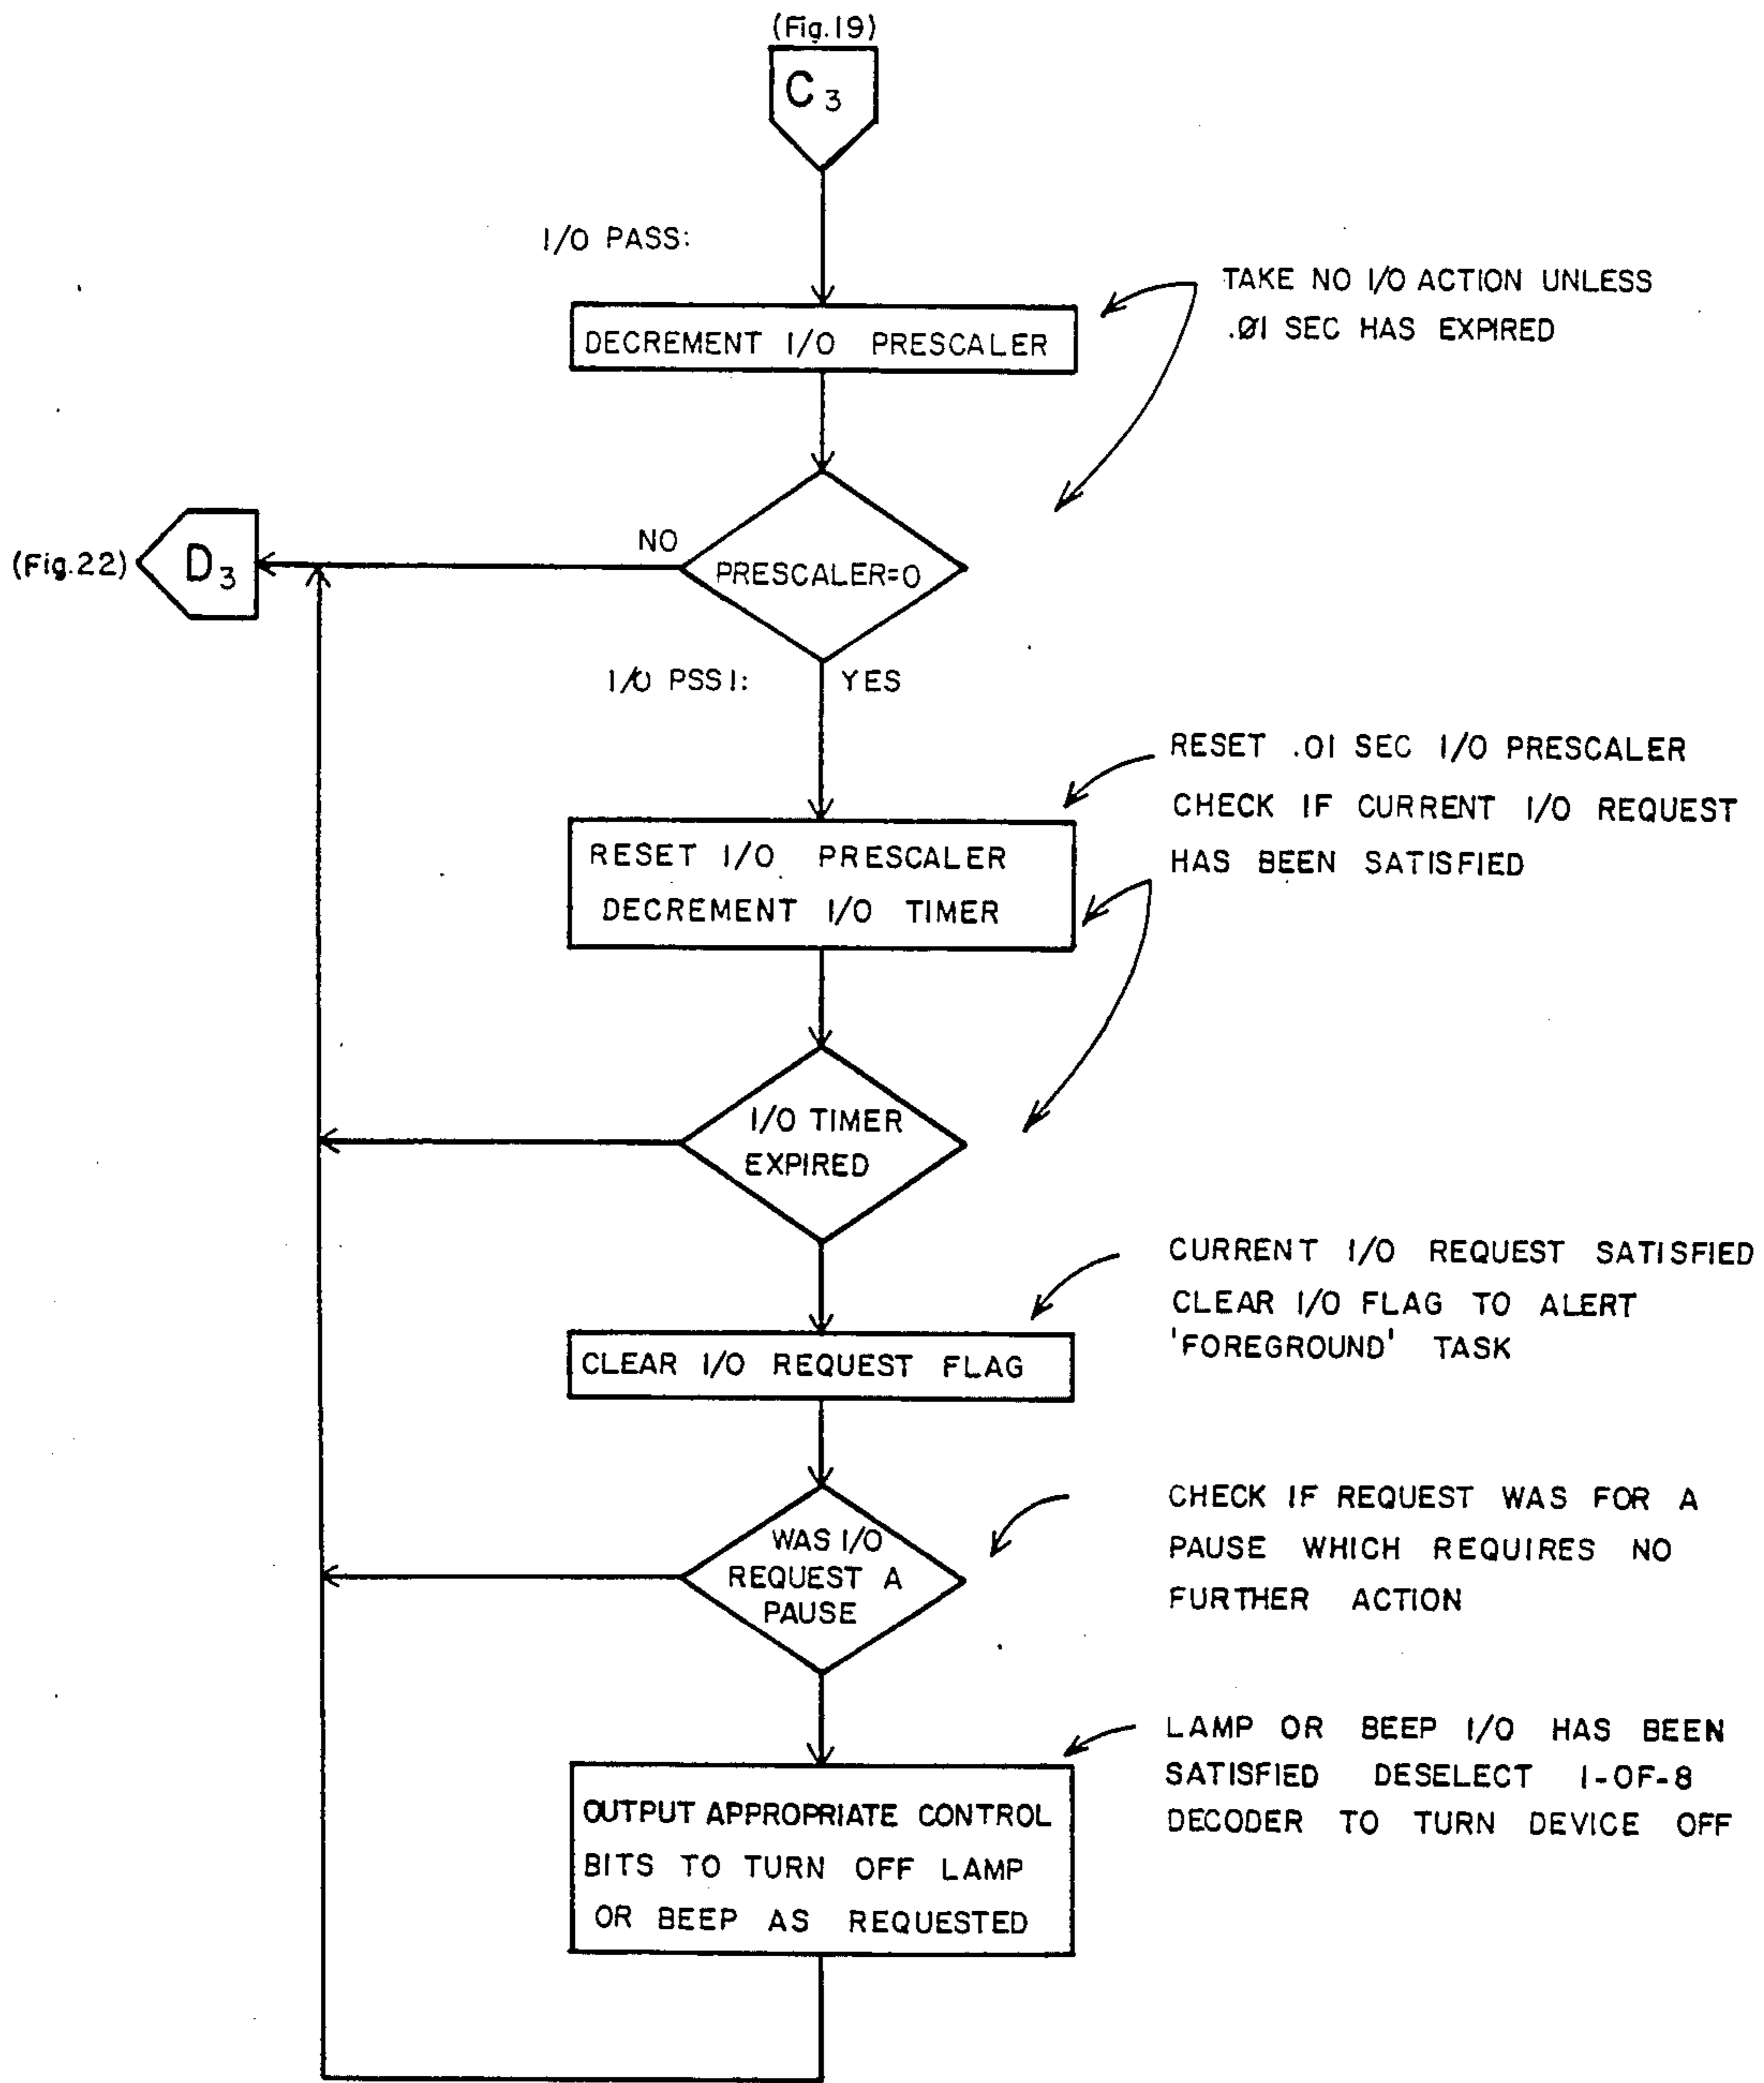 (Fig.19)
C3
I/O PASS:
TAKE NO I/O ACTION UNLESS
.Ø1 SEC HAS EXPIRED
DECREMENT I/O PRESCALER
(Fig.22)
D3
NO
PRESCALER=0
I/O PSS1:
YES
RESET .01 SEC I/O PRESCALER
CHECK IF CURRENT I/O REQUEST
HAS BEEN SATISFIED
RESET I/O PRESCALER
DECREMENT I/O TIMER
I/O TIMER
EXPIRED
CURRENT I/O REQUEST SATISFIED
CLEAR I/O FLAG TO ALERT
'FOREGROUND' TASK
CLEAR I/O REQUEST FLAG
CHECK IF REQUEST WAS FOR A
PAUSE WHICH REQUIRES NO
FURTHER ACTION
WAS I/O
REQUEST A
PAUSE
LAMP OR BEEP I/O HAS BEEN
SATISFIED DESELECT 1-OF-8
DECODER TO TURN DEVICE OFF
OUTPUT APPROPRIATE CONTROL
BITS TO TURN OFF LAMP
OR BEEP AS REQUESTED